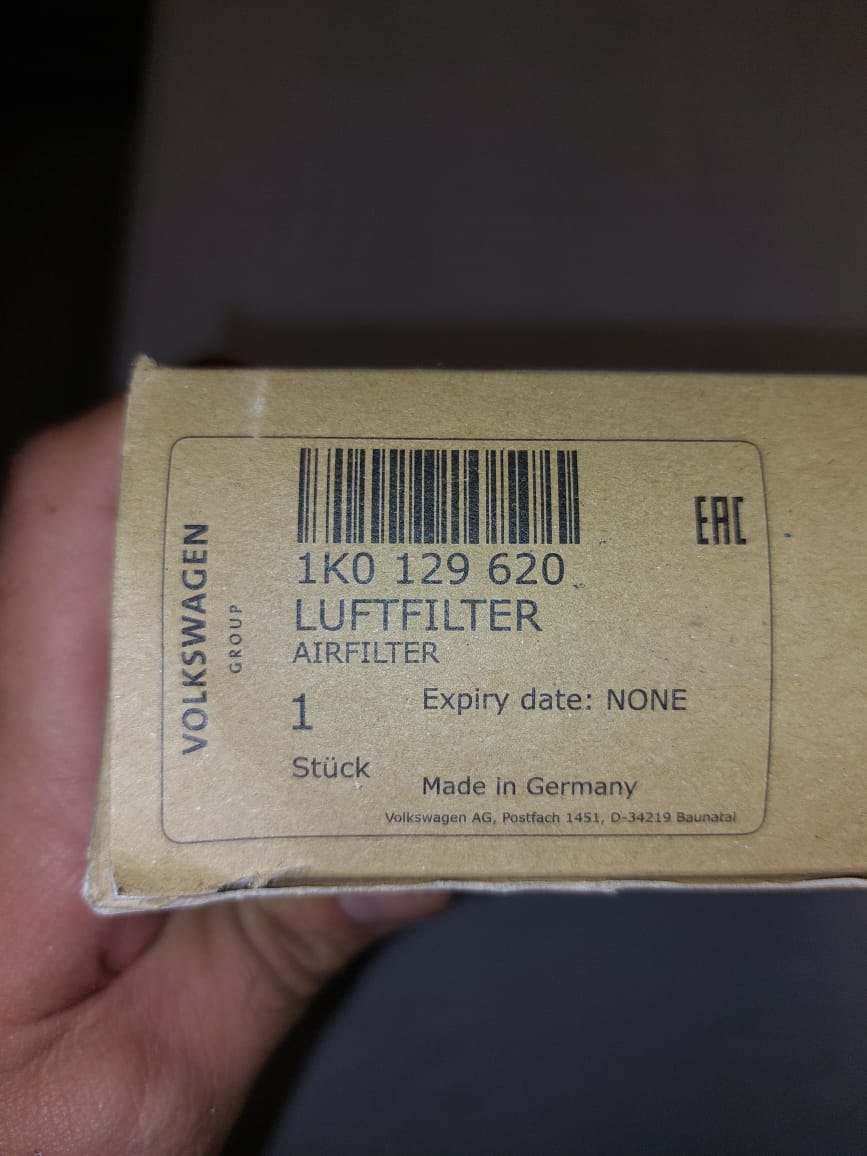 VOLKSWAGEN
GROUP
EAC
1K0 129 620
LUFTFILTER
AIRFILTER
1
Expiry date: NONE
Stück
Made in Germany
Volkswagen AG, Postfach 1451, D-34219 Baunatal